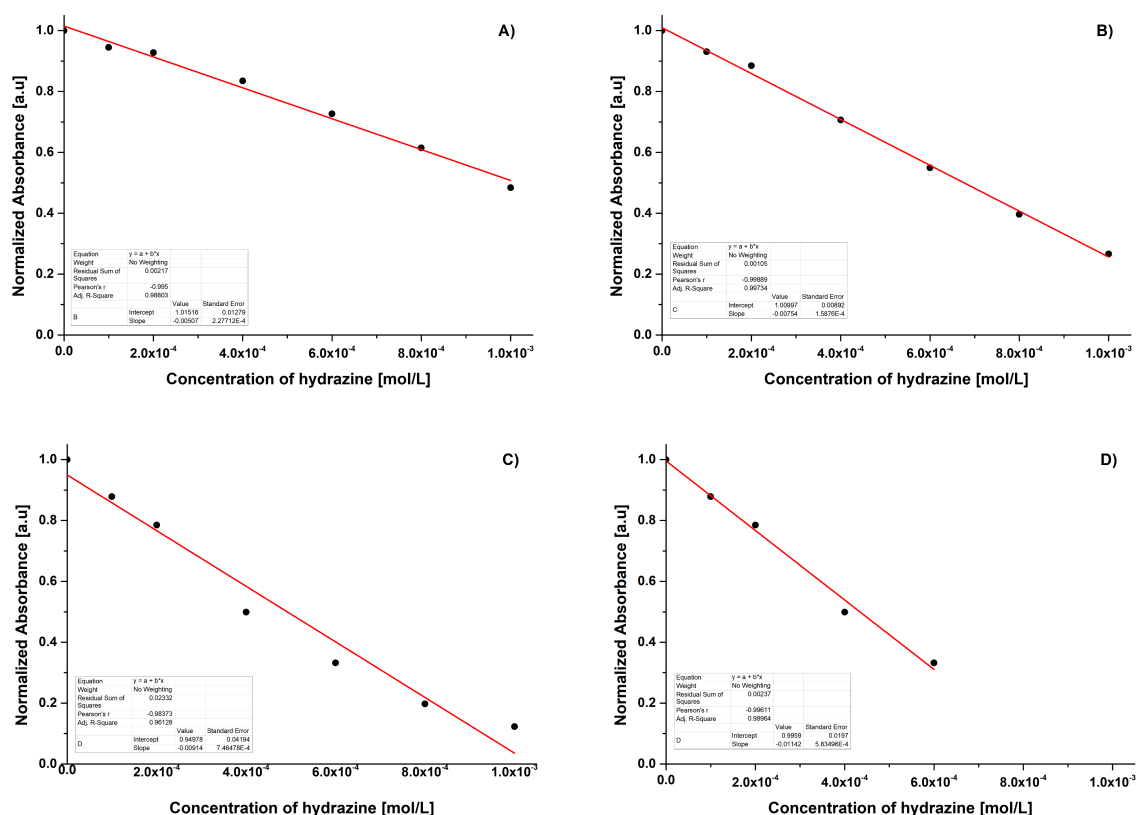 A)
Normalized Absorbance [a.u]
1.0
0.8
0.6
0.4
0.2
0.0
Equation y = a + b*x
Weight No Weighting
Residual Sum of Squares 0.00217
Pearson's r -0.995
Adj. R-Square 0.98803
Value Standard Error
B Intercept 1.01516 0.01279
Slope -0.00507 2.27712E-4
0.0 2.0x10⁻⁴ 4.0x10⁻⁴ 6.0x10⁻⁴ 8.0x10⁻⁴ 1.0x10⁻³
Concentration of hydrazine [mol/L]
B)
Normalized Absorbance [a.u]
1.0
0.8
0.6
0.4
0.2
0.0
Equation y = a + b*x
Weight No Weighting
Residual Sum of Squares 0.00105
Pearson's r -0.99889
Adj. R-Square 0.99734
Value Standard Error
C Intercept 1.00997 0.00892
Slope -0.00754 1.5876E-4
0.0 2.0x10⁻⁴ 4.0x10⁻⁴ 6.0x10⁻⁴ 8.0x10⁻⁴ 1.0x10⁻³
Concentration of hydrazine [mol/L]
C)
Normalized Absorbance [a.u]
1.0
0.8
0.6
0.4
0.2
0.0
Equation y = a + b*x
Weight No Weighting
Residual Sum of Squares 0.02332
Pearson's r -0.98373
Adj. R-Square 0.96128
Value Standard Error
D Intercept 0.94978 0.04194
Slope -0.00914 7.46478E-4
0.0 2.0x10⁻⁴ 4.0x10⁻⁴ 6.0x10⁻⁴ 8.0x10⁻⁴ 1.0x10⁻³
Concentration of hydrazine [mol/L]
D)
Normalized Absorbance [a.u]
1.0
0.8
0.6
0.4
0.2
0.0
Equation y = a + b*x
Weight No Weighting
Residual Sum of Squares 0.00237
Pearson's r -0.99611
Adj. R-Square 0.98964
Value Standard Error
D Intercept 0.9959 0.0197
Slope -0.01142 5.83496E-4
0.0 2.0x10⁻⁴ 4.0x10⁻⁴ 6.0x10⁻⁴ 8.0x10⁻⁴ 1.0x10⁻³
Concentration of hydrazine [mol/L]